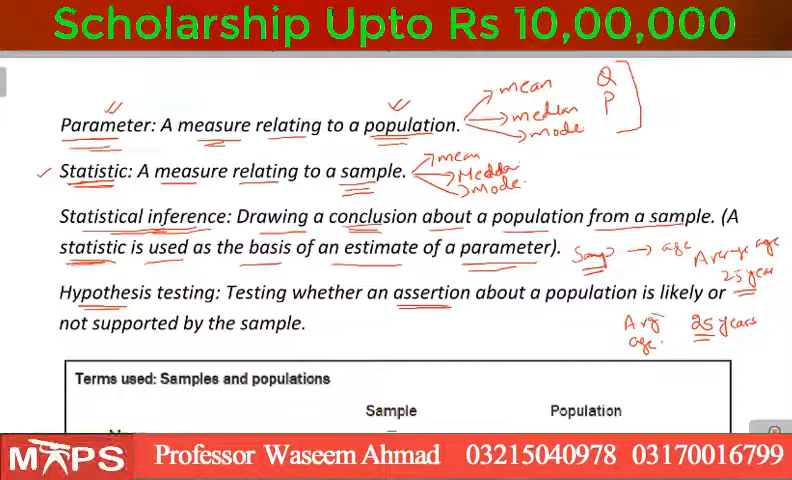 Scholarship Upto Rs 10,00,000
Parameter: A measure relating to a population.
mean
median
mode
Q
P
Statistic: A measure relating to a sample.
mean
Meddai
Mode.
Statistical inference: Drawing a conclusion about a population from a sample. (A
statistic is used as the basis of an estimate of a parameter).
Samp → age
Average age
25 year
Hypothesis testing: Testing whether an assertion about a population is likely or
not supported by the sample.
Avg
age.
25 years
Terms used: Samples and populations
Sample Population
MAPS Professor Waseem Ahmad 03215040978 03170016799